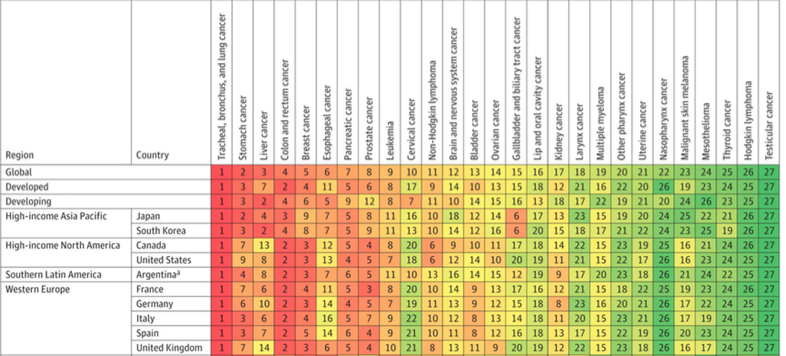 Region Country Tracheal, bronchus, and lung cancer
Stomach cancer
Liver cancer
Colon and rectum cancer
Breast cancer
Esophageal cancer
Pancreatic cancer
Prostate cancer
Leukemia
Cervical cancer
Non-Hodgkin lymphoma
Brain and nervous system cancer
Bladder cancer
Ovarian cancer
Gallbladder and biliary tract cancer
Lip and oral cavity cancer
Kidney cancer
Larynx cancer
Multiple myeloma
Other pharynx cancer
Uterine cancer
Nasopharynx cancer
Malignant skin melanoma
Mesothelioma
Thyroid cancer
Hodgkin lymphoma
Testicular cancer
Global 1 2 3 4 5 6 7 8 9 10 11 12 13 14 15 16 17 18 19 20 21 22 23 24 25 26 27
Developed 1 3 7 2 4 11 5 6 8 17 9 14 10 13 15 18 12 21 16 22 20 26 19 23 24 25 27
Developing 1 3 2 4 6 5 9 12 8 7 11 10 14 15 16 13 18 17 22 19 21 20 24 26 23 25 27
High-income Asia Pacific Japan 1 2 4 3 9 7 5 8 11 16 10 18 12 14 6 17 13 23 15 19 20 24 25 22 21 26 27
South Korea 1 3 2 4 8 7 5 9 11 13 10 14 12 16 6 20 15 18 17 21 22 24 23 25 19 26 27
High-income North America Canada 1 7 13 2 3 12 5 4 8 20 6 9 10 11 17 18 14 22 15 23 19 25 16 21 24 26 27
United States 1 9 8 2 3 13 4 5 7 18 6 12 14 10 20 19 11 21 15 22 17 26 16 23 24 25 27
Southern Latin America Argentinaª 1 4 8 2 3 7 6 5 11 10 13 16 14 15 12 19 9 17 20 23 18 26 21 24 22 25 27
Western Europe France 1 7 6 2 4 11 5 3 8 20 10 14 9 13 17 16 12 21 15 18 22 25 19 23 24 26 27
Germany 1 6 10 2 3 14 4 5 7 19 11 13 9 12 15 18 8 23 16 20 21 26 17 22 24 25 27
Italy 1 3 6 2 4 16 5 7 9 22 10 12 8 13 14 18 11 20 15 23 21 26 17 19 24 25 27
Spain 1 3 7 2 5 14 6 4 9 21 10 11 8 12 16 18 13 17 15 22 19 26 20 23 24 25 27
United Kingdom 1 7 14 2 3 6 5 4 10 21 8 13 11 9 20 19 12 22 15 23 18 26 16 17 24 25 27